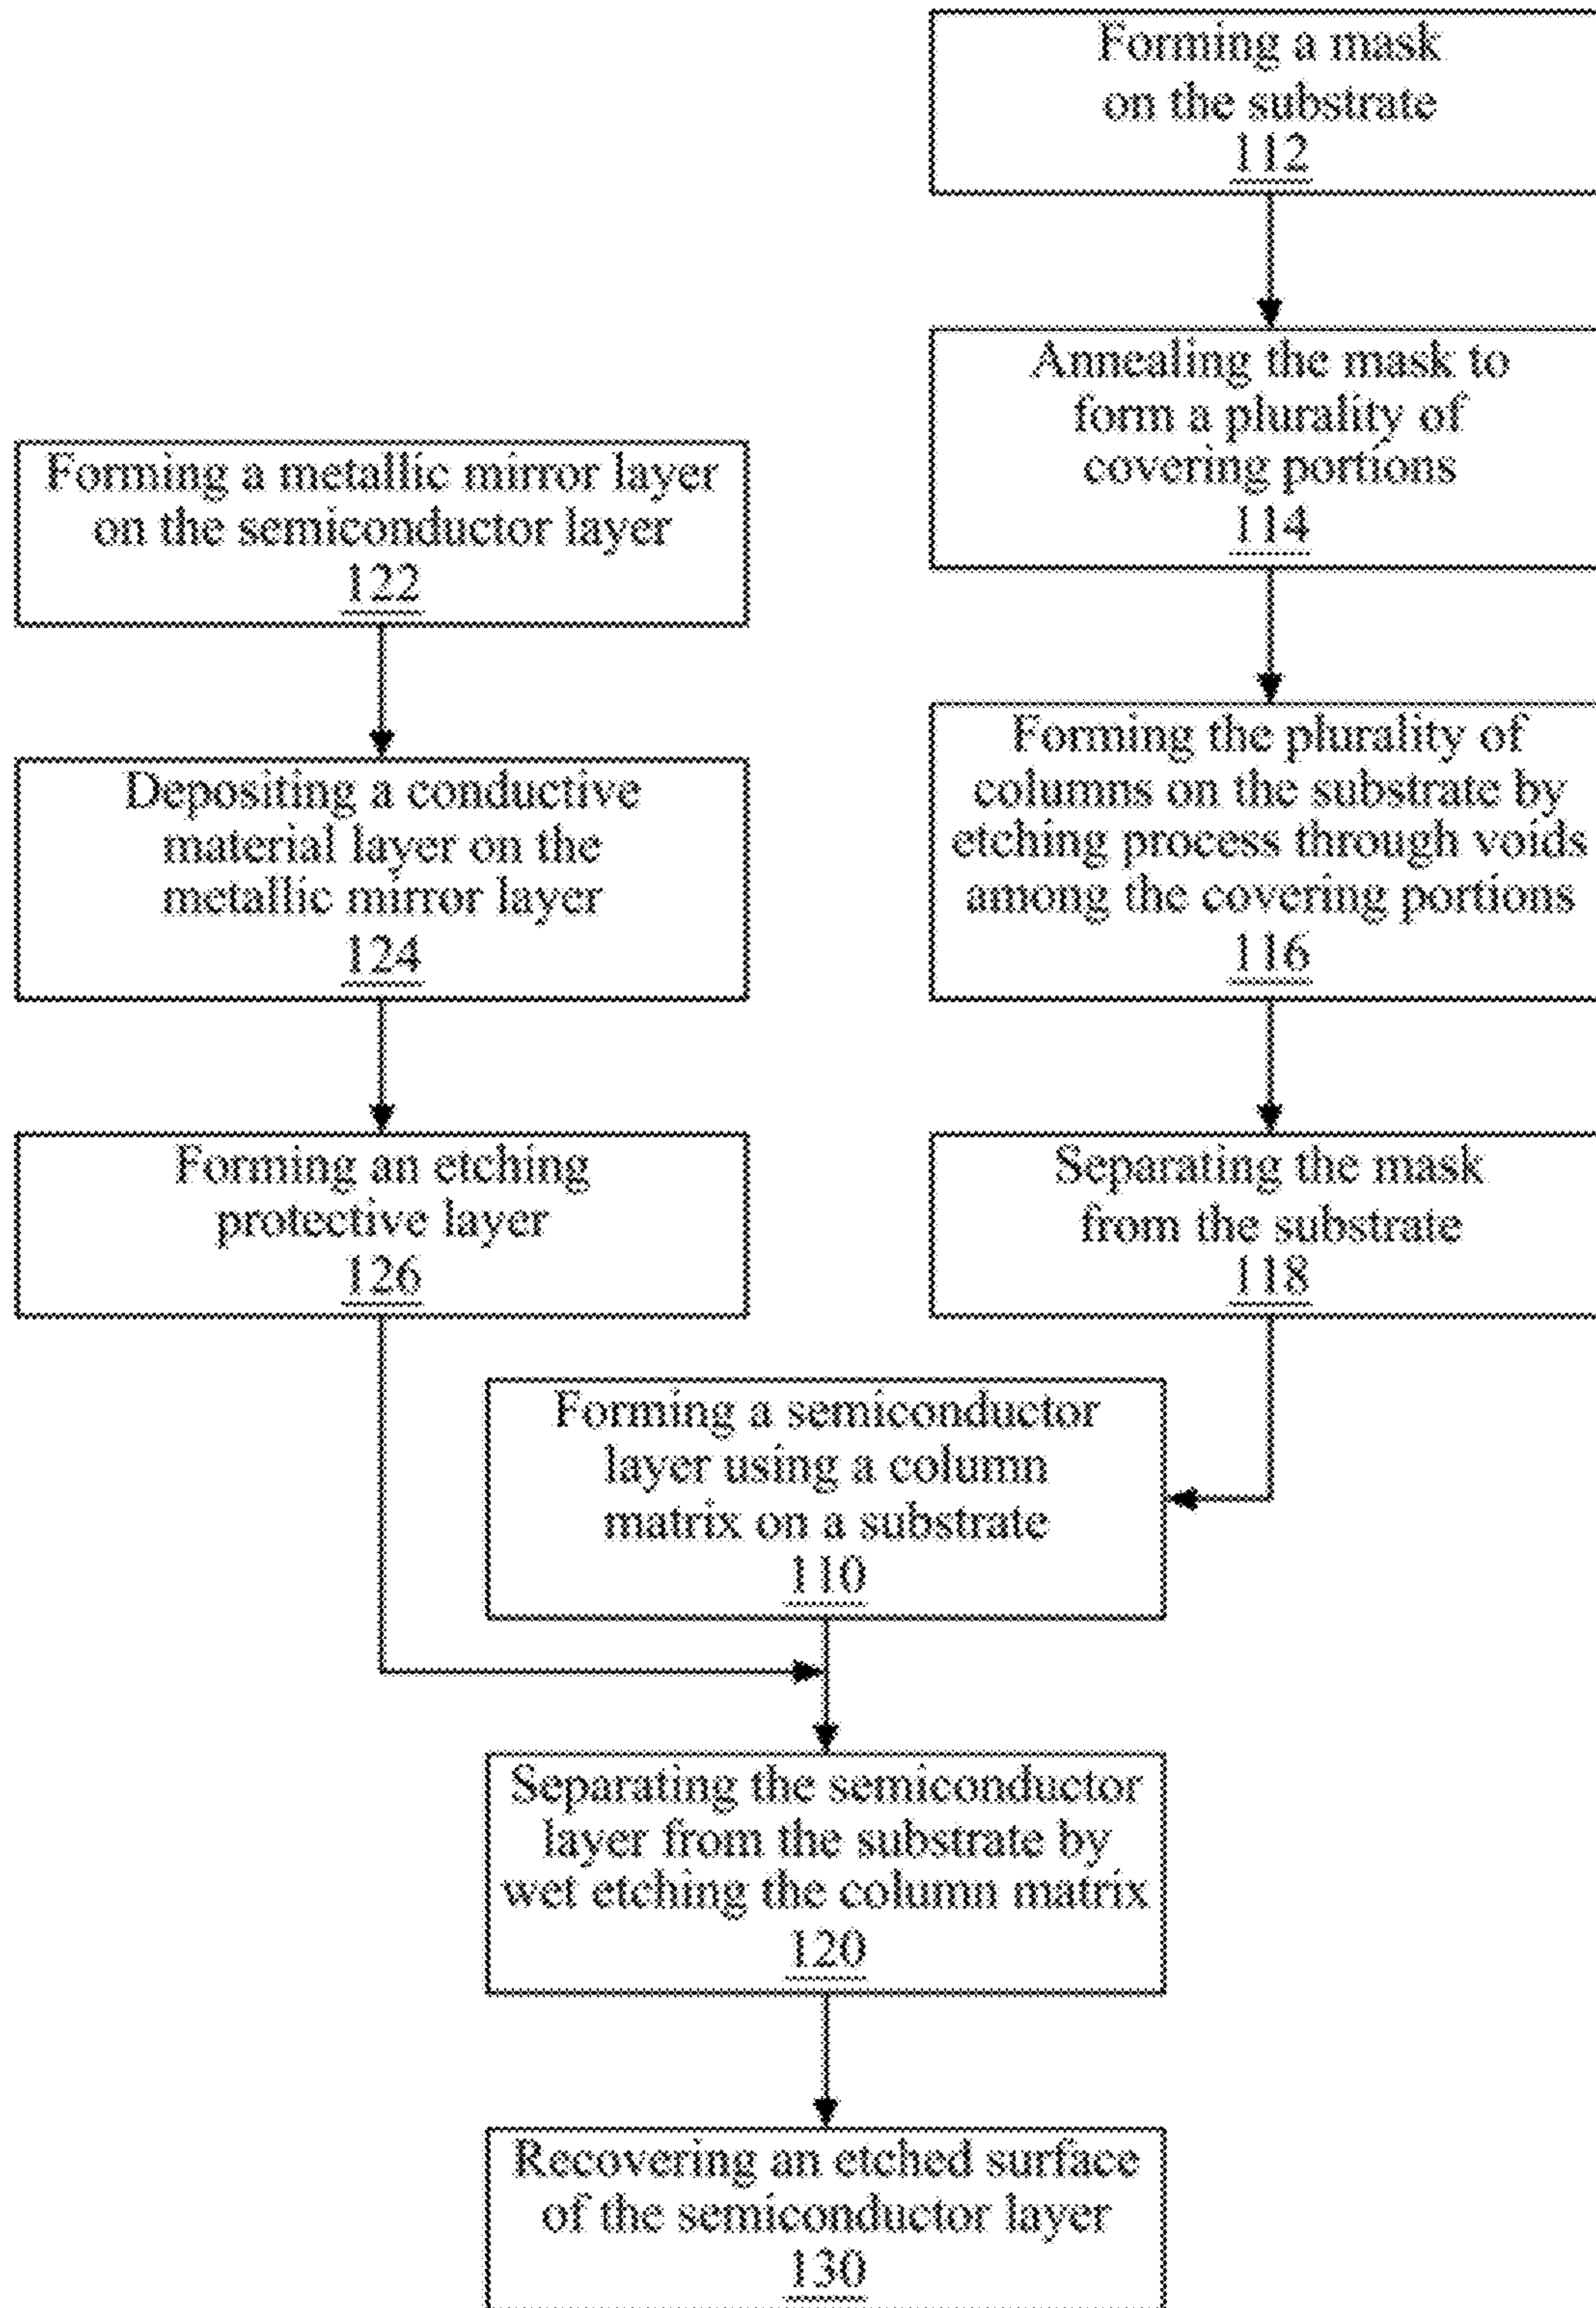 Forming a mask
on the substrate
112
Annealing the mask to
form a plurality of
covering portions
114
Forming a metallic mirror layer
on the semiconductor layer
122
Forming the plurality of
columns on the substrate by
etching process through voids
among the covering portions
116
Depositing a conductive
material layer on the
metallic mirror layer
124
Forming an etching
protective layer
126
Separating the mask
from the substrate
118
Forming a semiconductor
layer using a column
matrix on a substrate
110
Separating the semiconductor
layer from the substrate by
wet etching the column matrix
120
Recovering an etched surface
of the semiconductor layer
130